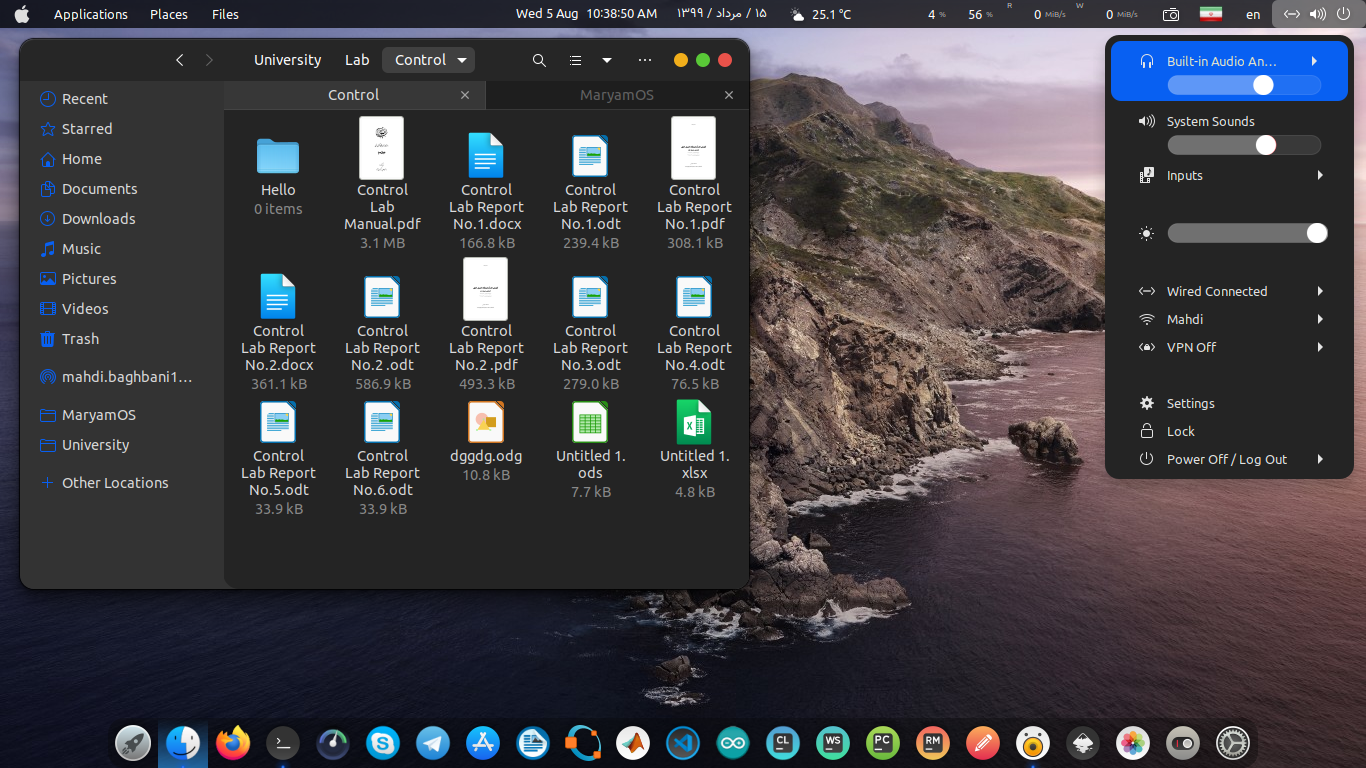 Applications Places Files
Wed 5 Aug 10:38:50 AM
۱۵ / مرداد / ۱۳۹۹
25.1 °C
4 %
56 %
R
0 MiB/s
W
0 MiB/s
en
University Lab Control
Control
MaryamOS
Recent
Starred
Home
Documents
Downloads
Music
Pictures
Videos
Trash
mahdi.baghbani1…
MaryamOS
University
Other Locations
Hello
0 items
Control
Lab
Manual.pdf
3.1 MB
Control
Lab Report
No.1.docx
166.8 kB
Control
Lab Report
No.1.odt
239.4 kB
Control
Lab Report
No.1.pdf
308.1 kB
Control
Lab Report
No.2.docx
361.1 kB
Control
Lab Report
No.2 .odt
586.9 kB
Control
Lab Report
No.2 .pdf
493.3 kB
Control
Lab Report
No.3.odt
279.0 kB
Control
Lab Report
No.4.odt
76.5 kB
Control
Lab Report
No.5.odt
33.9 kB
Control
Lab Report
No.6.odt
33.9 kB
dggdg.odg
10.8 kB
Untitled 1.
ods
7.7 kB
Untitled 1.
xlsx
4.8 kB
Built-in Audio An…
System Sounds
Inputs
Wired Connected
Mahdi
VPN Off
Settings
Lock
Power Off / Log Out
CL
WS
PC
RM